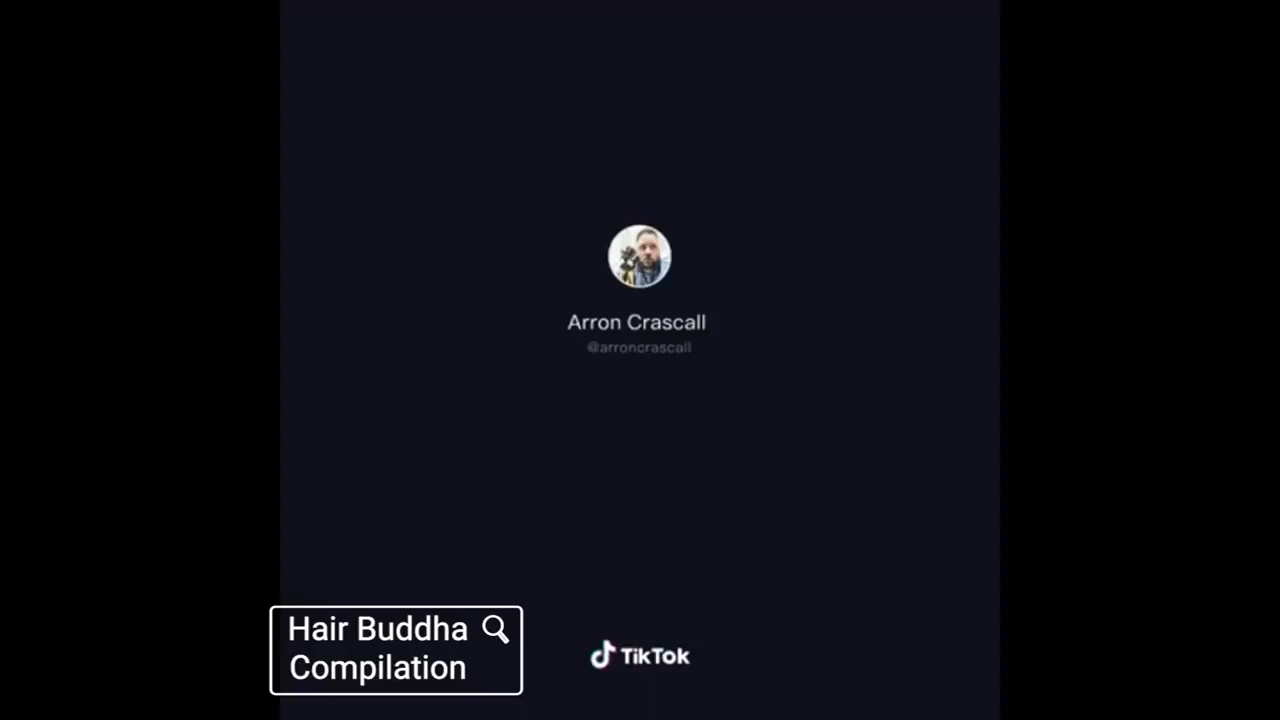 Arron Crascall
@arroncrascall
Hair Buddha
Compilation
TikTok